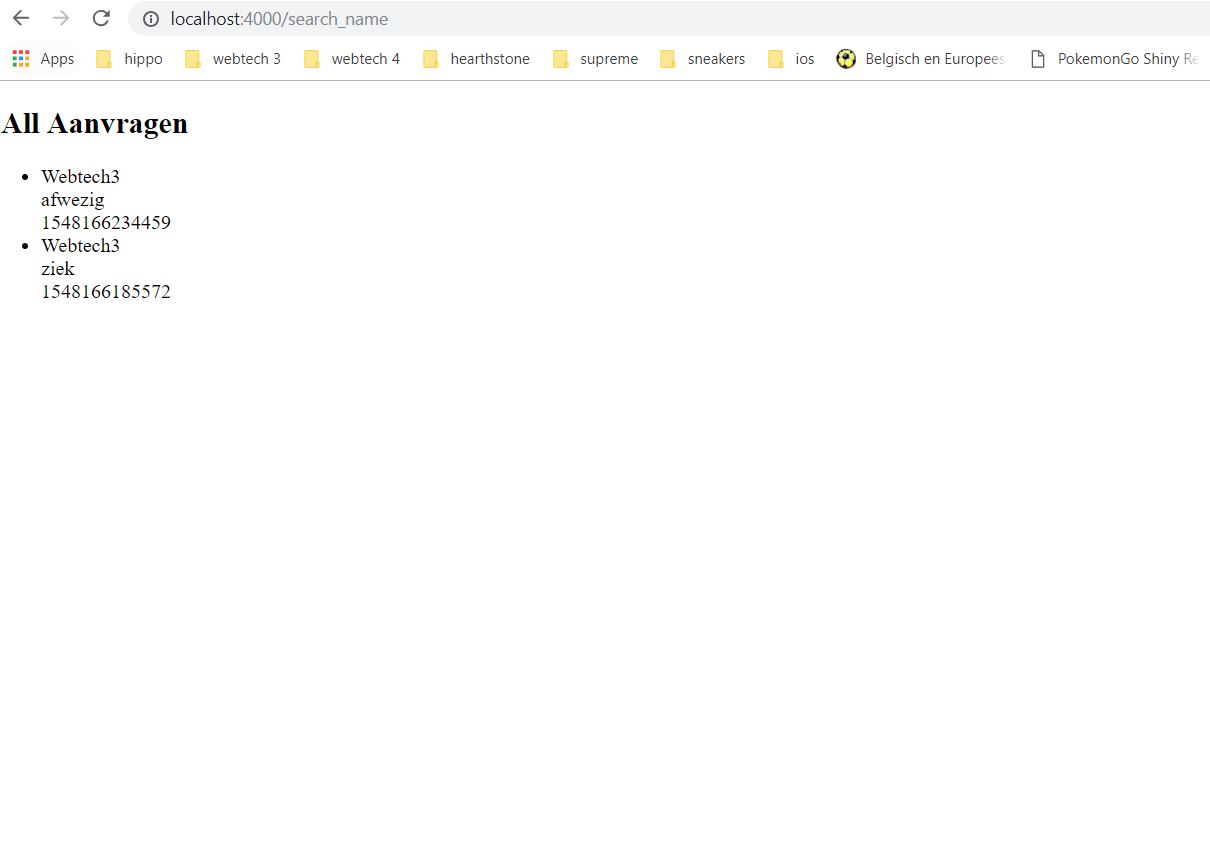 localhost:4000/search_name
Apps hippo webtech 3 webtech 4 hearthstone supreme sneakers ios Belgisch en Europees PokemonGo Shiny Re
All Aanvragen
Webtech3
afwezig
1548166234459
Webtech3
ziek
1548166185572